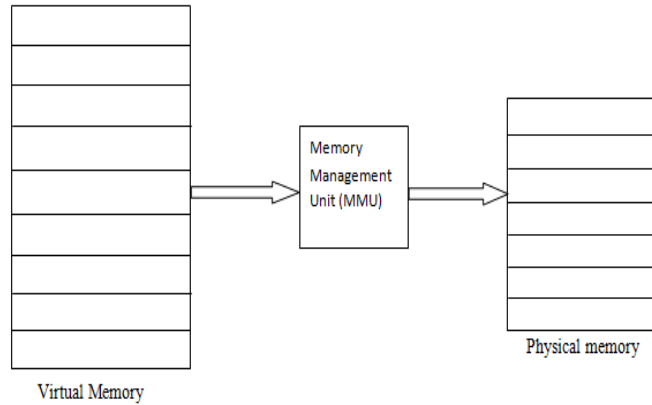 Memory
Management
Unit (MMU)
Physical memory
Virtual Memory